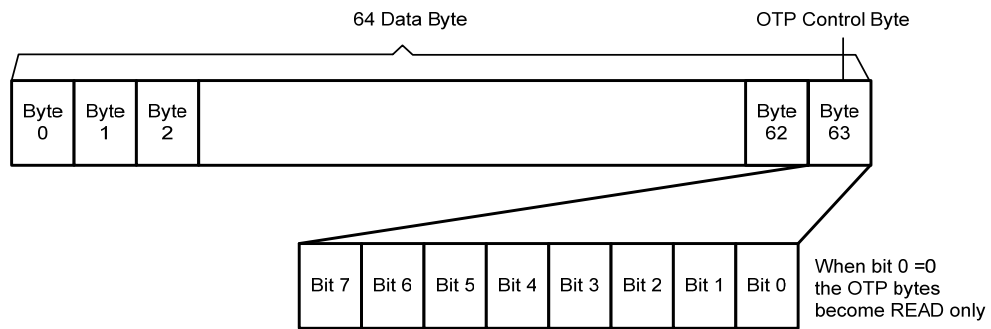 64 Data Byte
OTP Control Byte
Byte
0
Byte
1
Byte
2
Byte
62
Byte
63
Bit 7
Bit 6
Bit 5
Bit 4
Bit 3
Bit 2
Bit 1
Bit 0
When bit 0 =0
the OTP bytes
become READ only